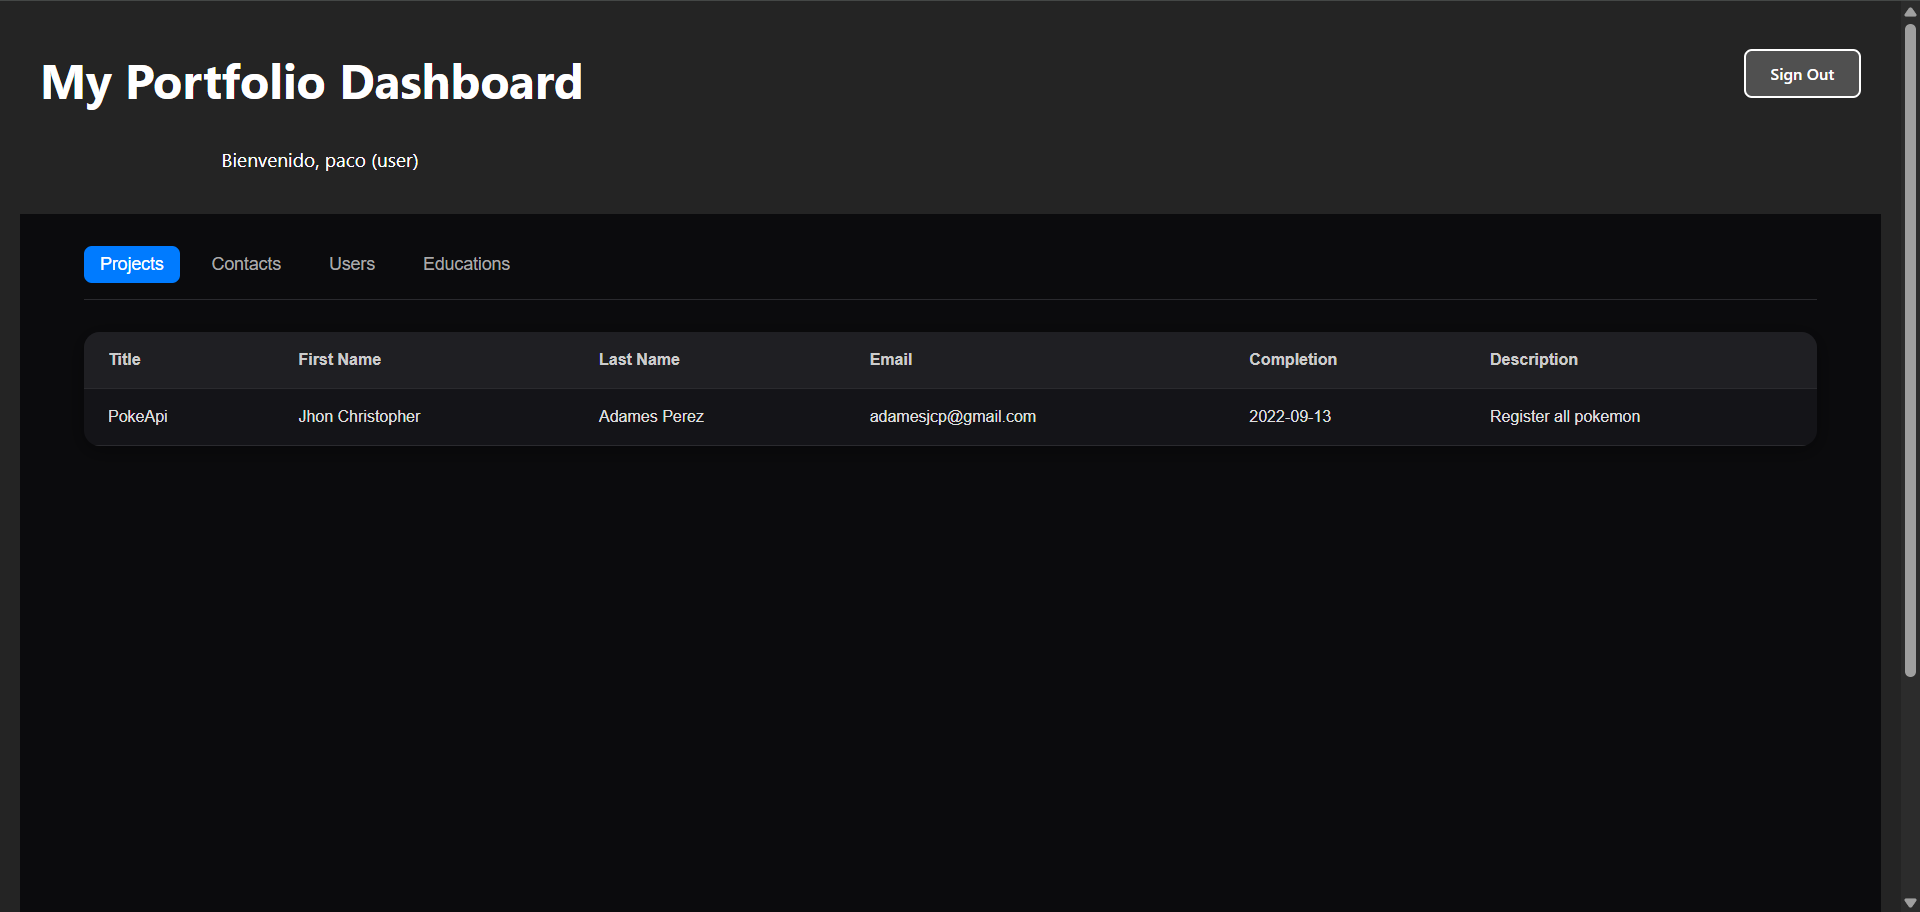 My Portfolio Dashboard
Sign Out
Bienvenido, paco (user)
Projects Contacts Users Educations
Title First Name Last Name Email Completion Description
PokeApi Jhon Christopher Adames Perez adamesjcp@gmail.com 2022-09-13 Register all pokemon